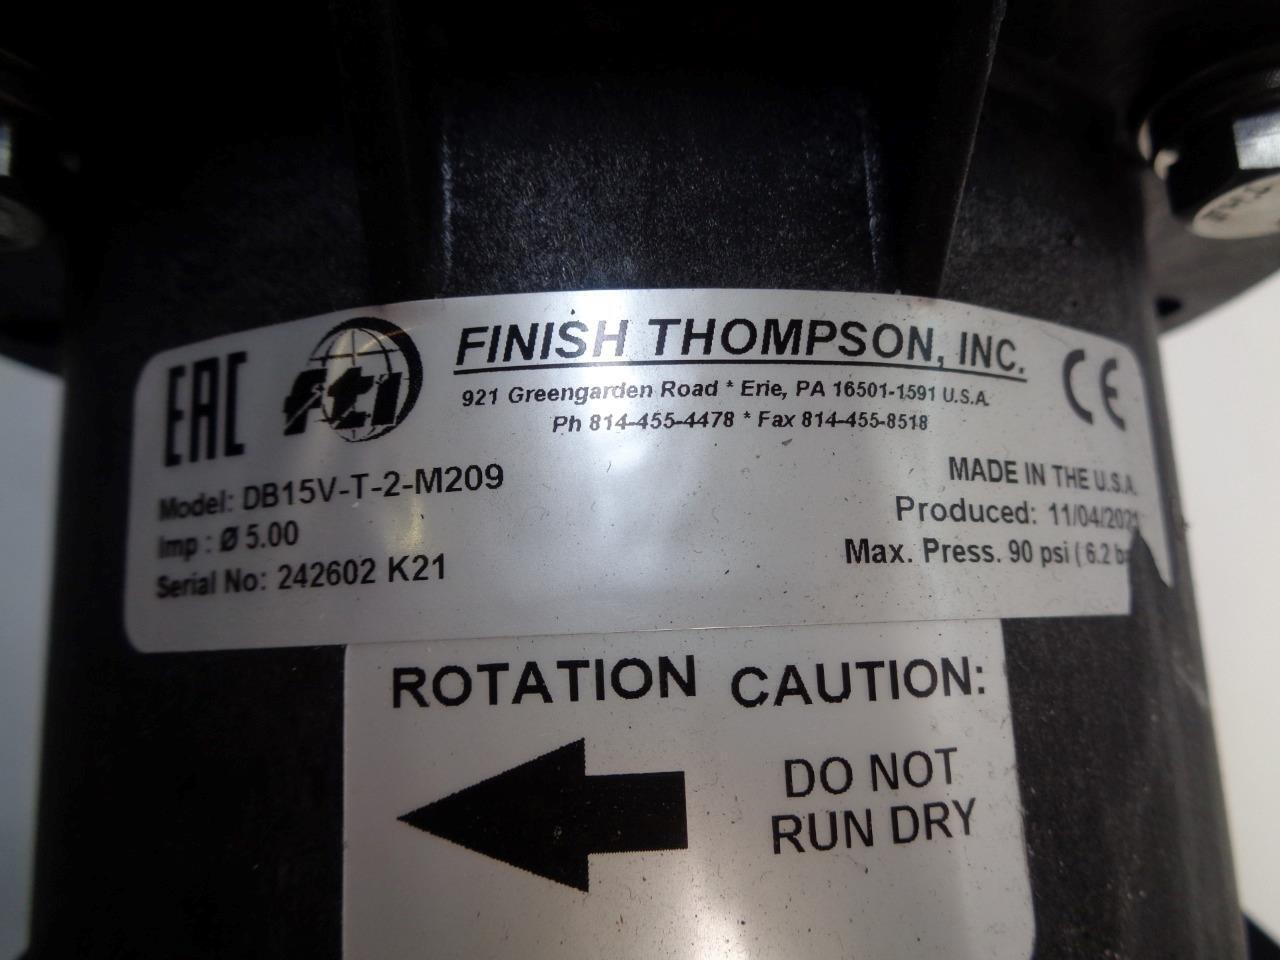 EAC
fti
FINISH THOMPSON, INC.
921 Greengarden Road * Erie, PA 16501-1591 U.S.A.
Ph 814-455-4478 * Fax 814-455-8518
CE
Model: DB15V-T-2-M209
Imp : Ø 5.00
Serial No: 242602 K21
MADE IN THE U.S.A.
Produced: 11/04/2021
Max. Press. 90 psi ( 6.2
ROTATION
CAUTION:
DO NOT
RUN DRY